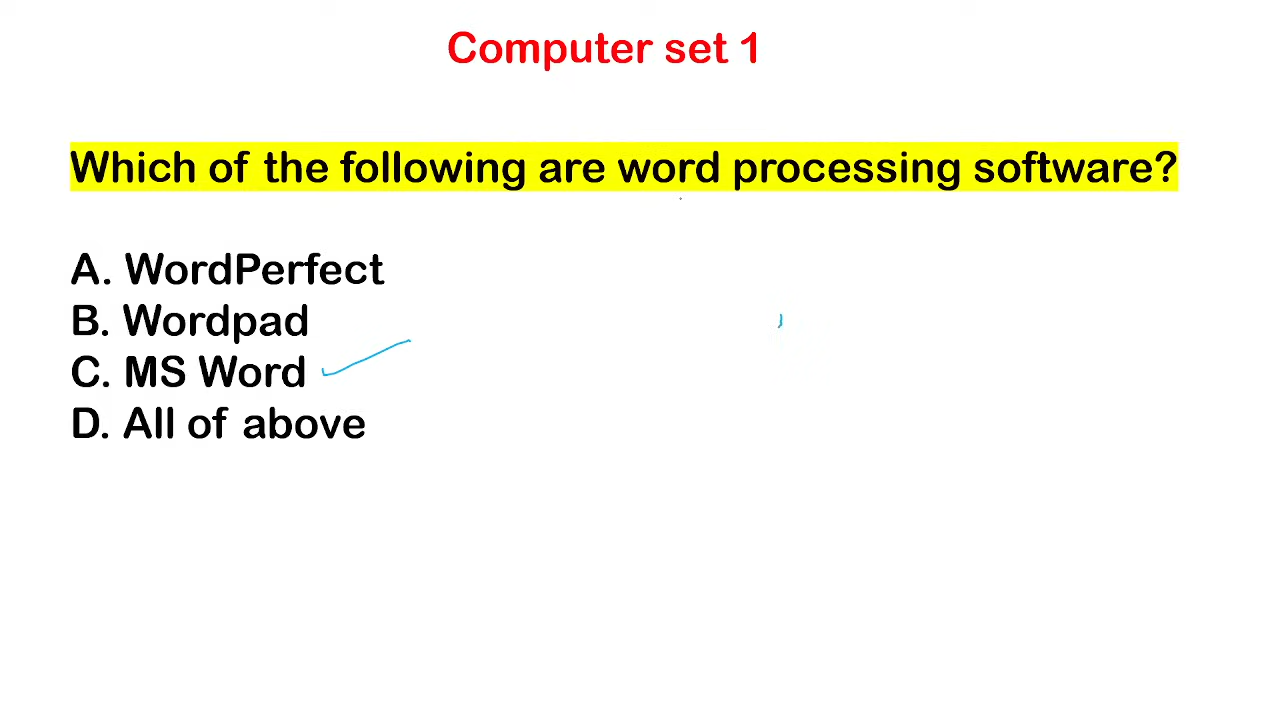 Computer set 1
Which of the following are word processing software?
A. WordPerfect
B. Wordpad
C. MS Word
D. All of above